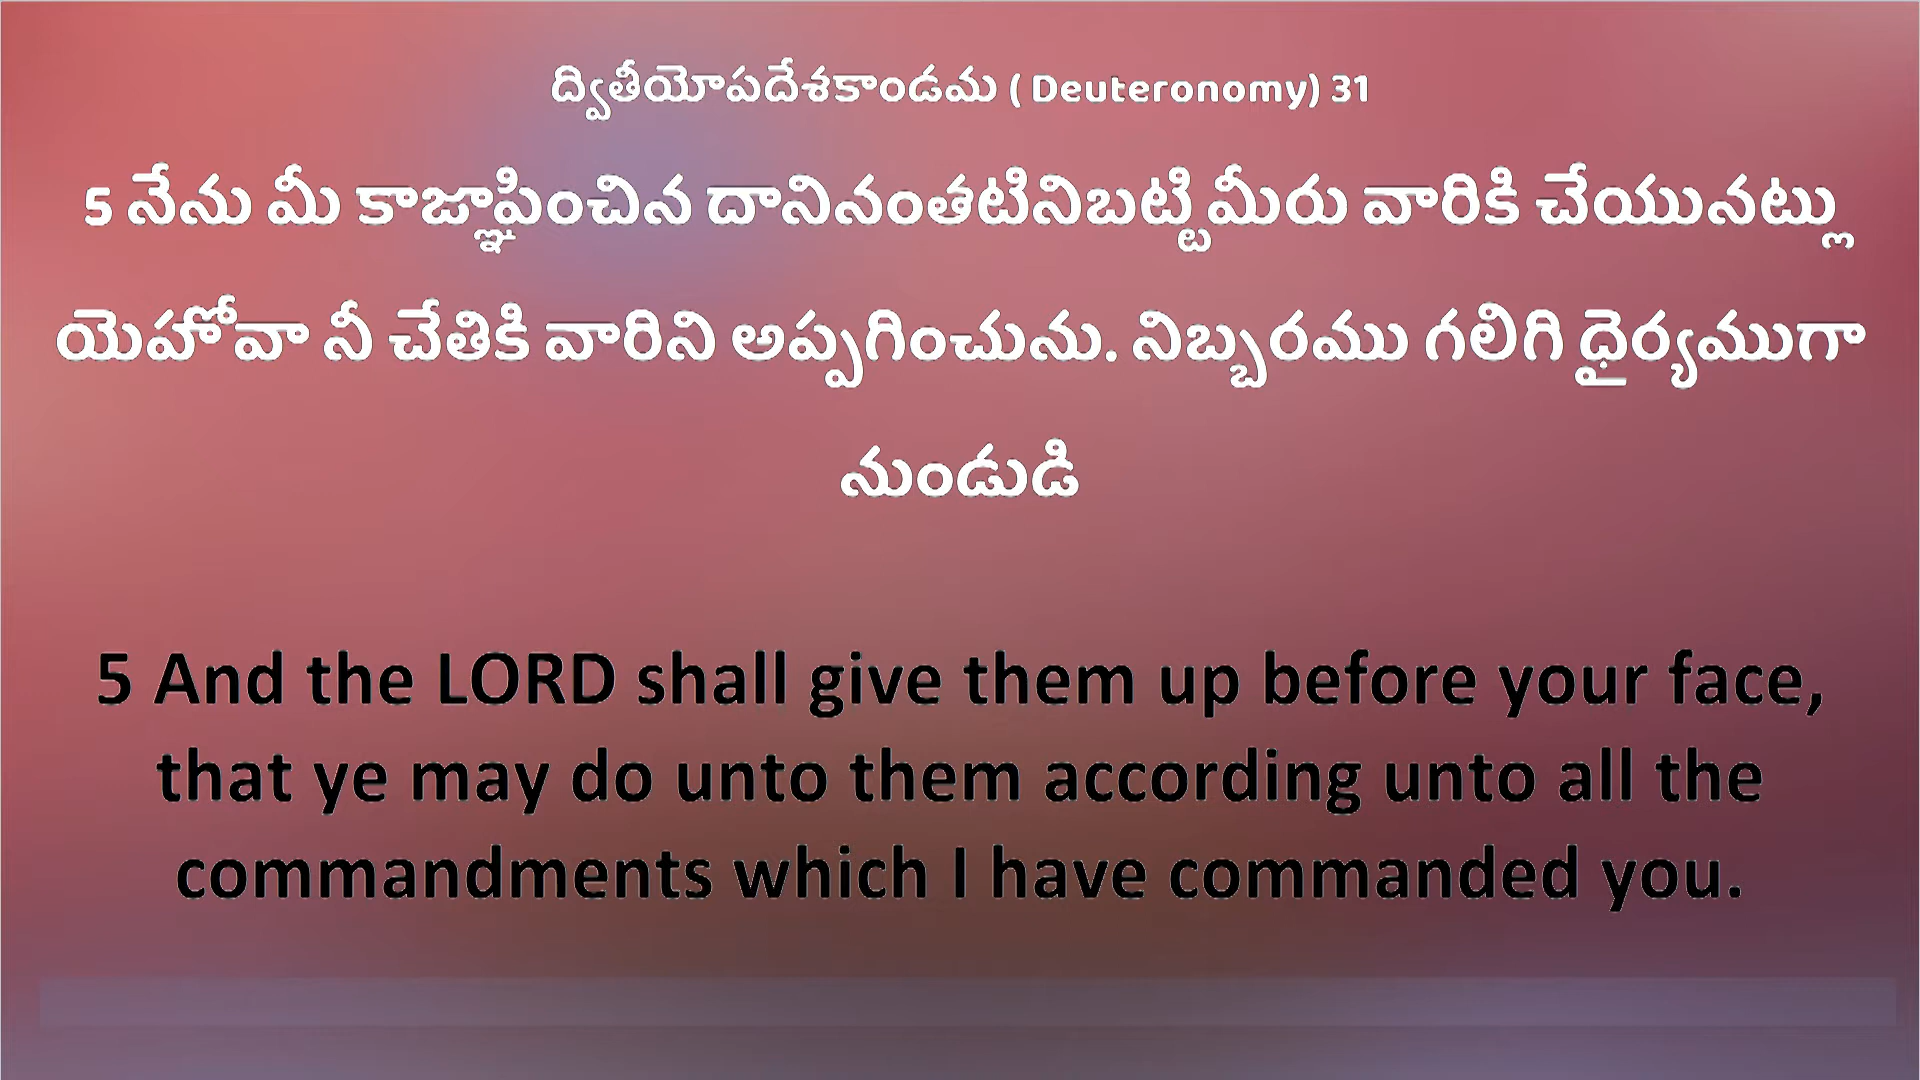 ద్వితీయోపదేశకాండమ ( Deuteronomy) 31
5 నేను మీ కాజ్ఞాపించిన దానినంతటినిబట్టి మీరు వారికి చేయునట్లు
యెహోవా నీ చేతికి వారిని అప్పగించును. నిబ్బరము గలిగి ధైర్యముగా
నుండుడి
5 And the LORD shall give them up before your face,
that ye may do unto them according unto all the
commandments which I have commanded you.